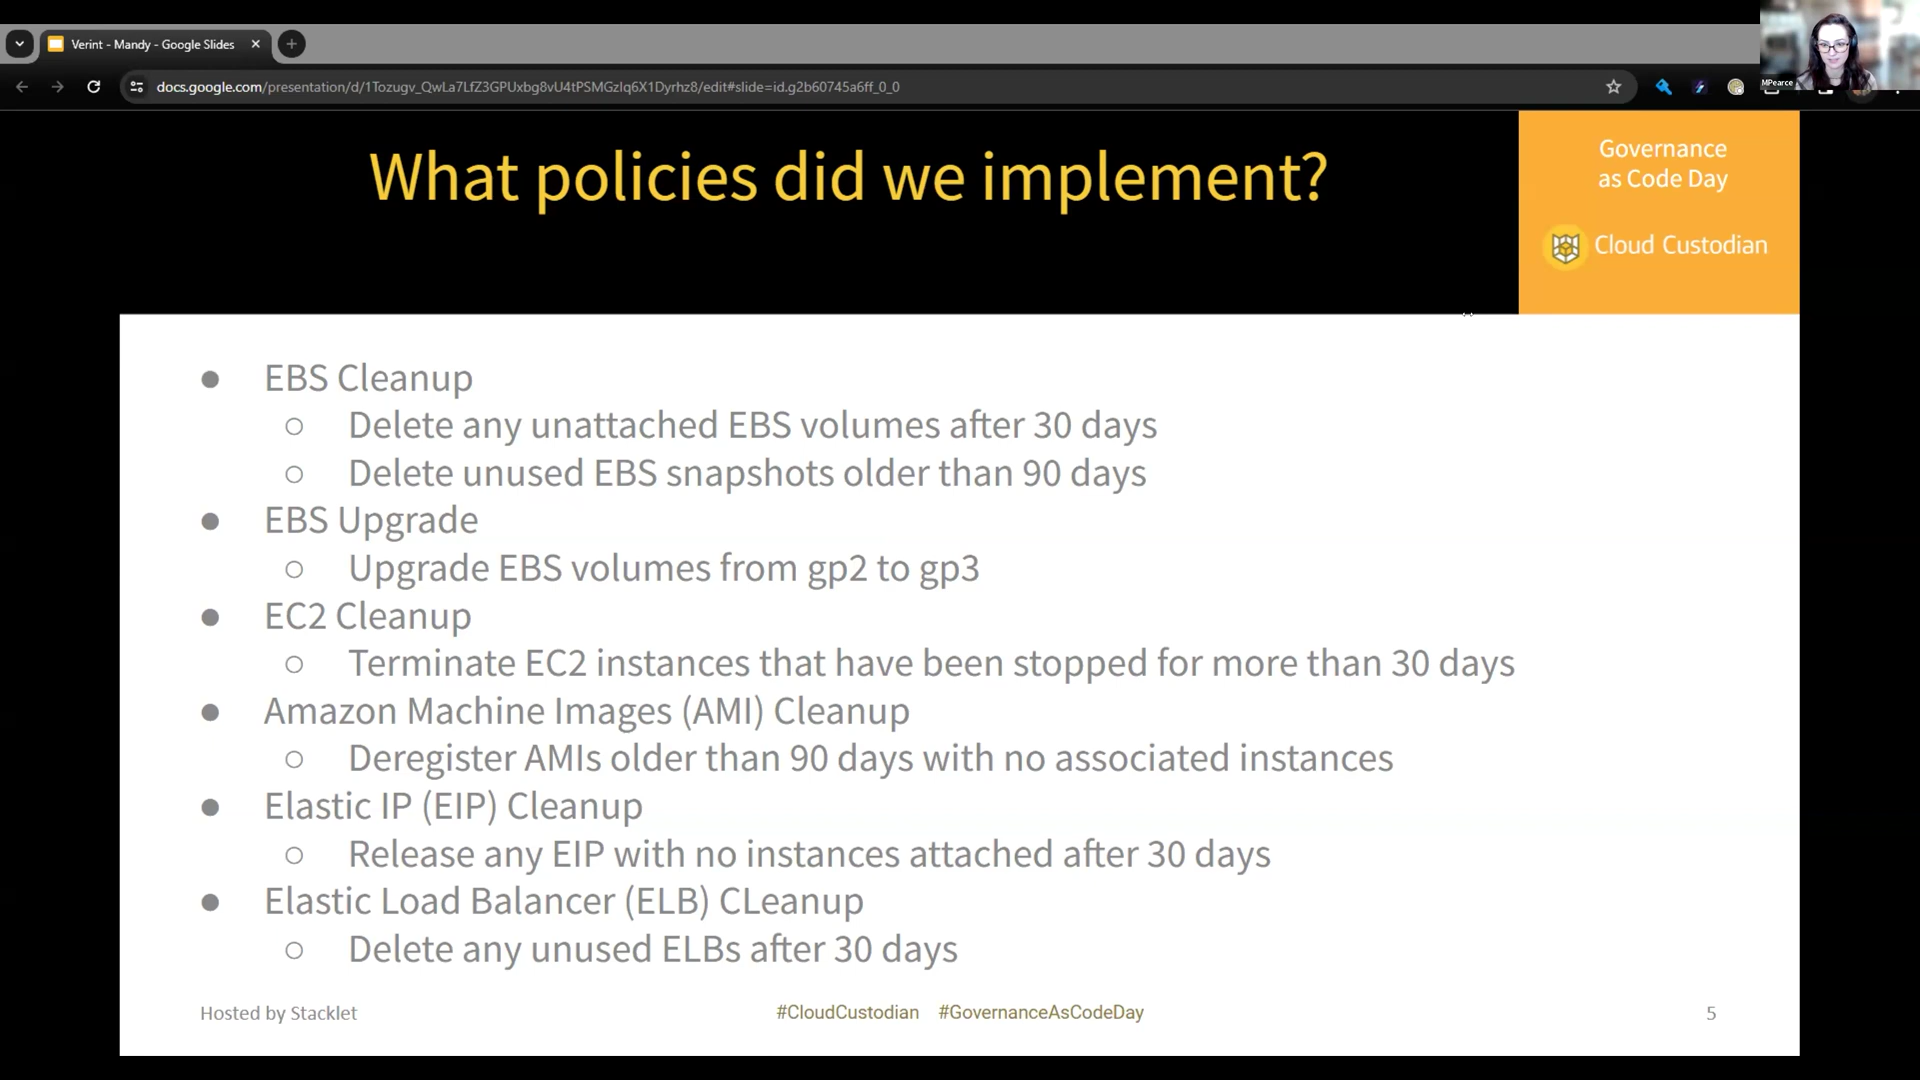 Verint - Mandy - Google Slides
docs.google.com/presentation/d/1Tozugv_QwLa7LfZ3GPUxbg8vU4tPSMGzlq6X1Dyrhz8/edit#slide=id.g2b60745a6ff_0_0
MPearce
What policies did we implement?
Governance
as Code Day
Cloud Custodian
● EBS Cleanup
○ Delete any unattached EBS volumes after 30 days
○ Delete unused EBS snapshots older than 90 days
● EBS Upgrade
○ Upgrade EBS volumes from gp2 to gp3
● EC2 Cleanup
○ Terminate EC2 instances that have been stopped for more than 30 days
● Amazon Machine Images (AMI) Cleanup
○ Deregister AMIs older than 90 days with no associated instances
● Elastic IP (EIP) Cleanup
○ Release any EIP with no instances attached after 30 days
● Elastic Load Balancer (ELB) CLeanup
○ Delete any unused ELBs after 30 days
Hosted by Stacklet
#CloudCustodian #GovernanceAsCodeDay
5